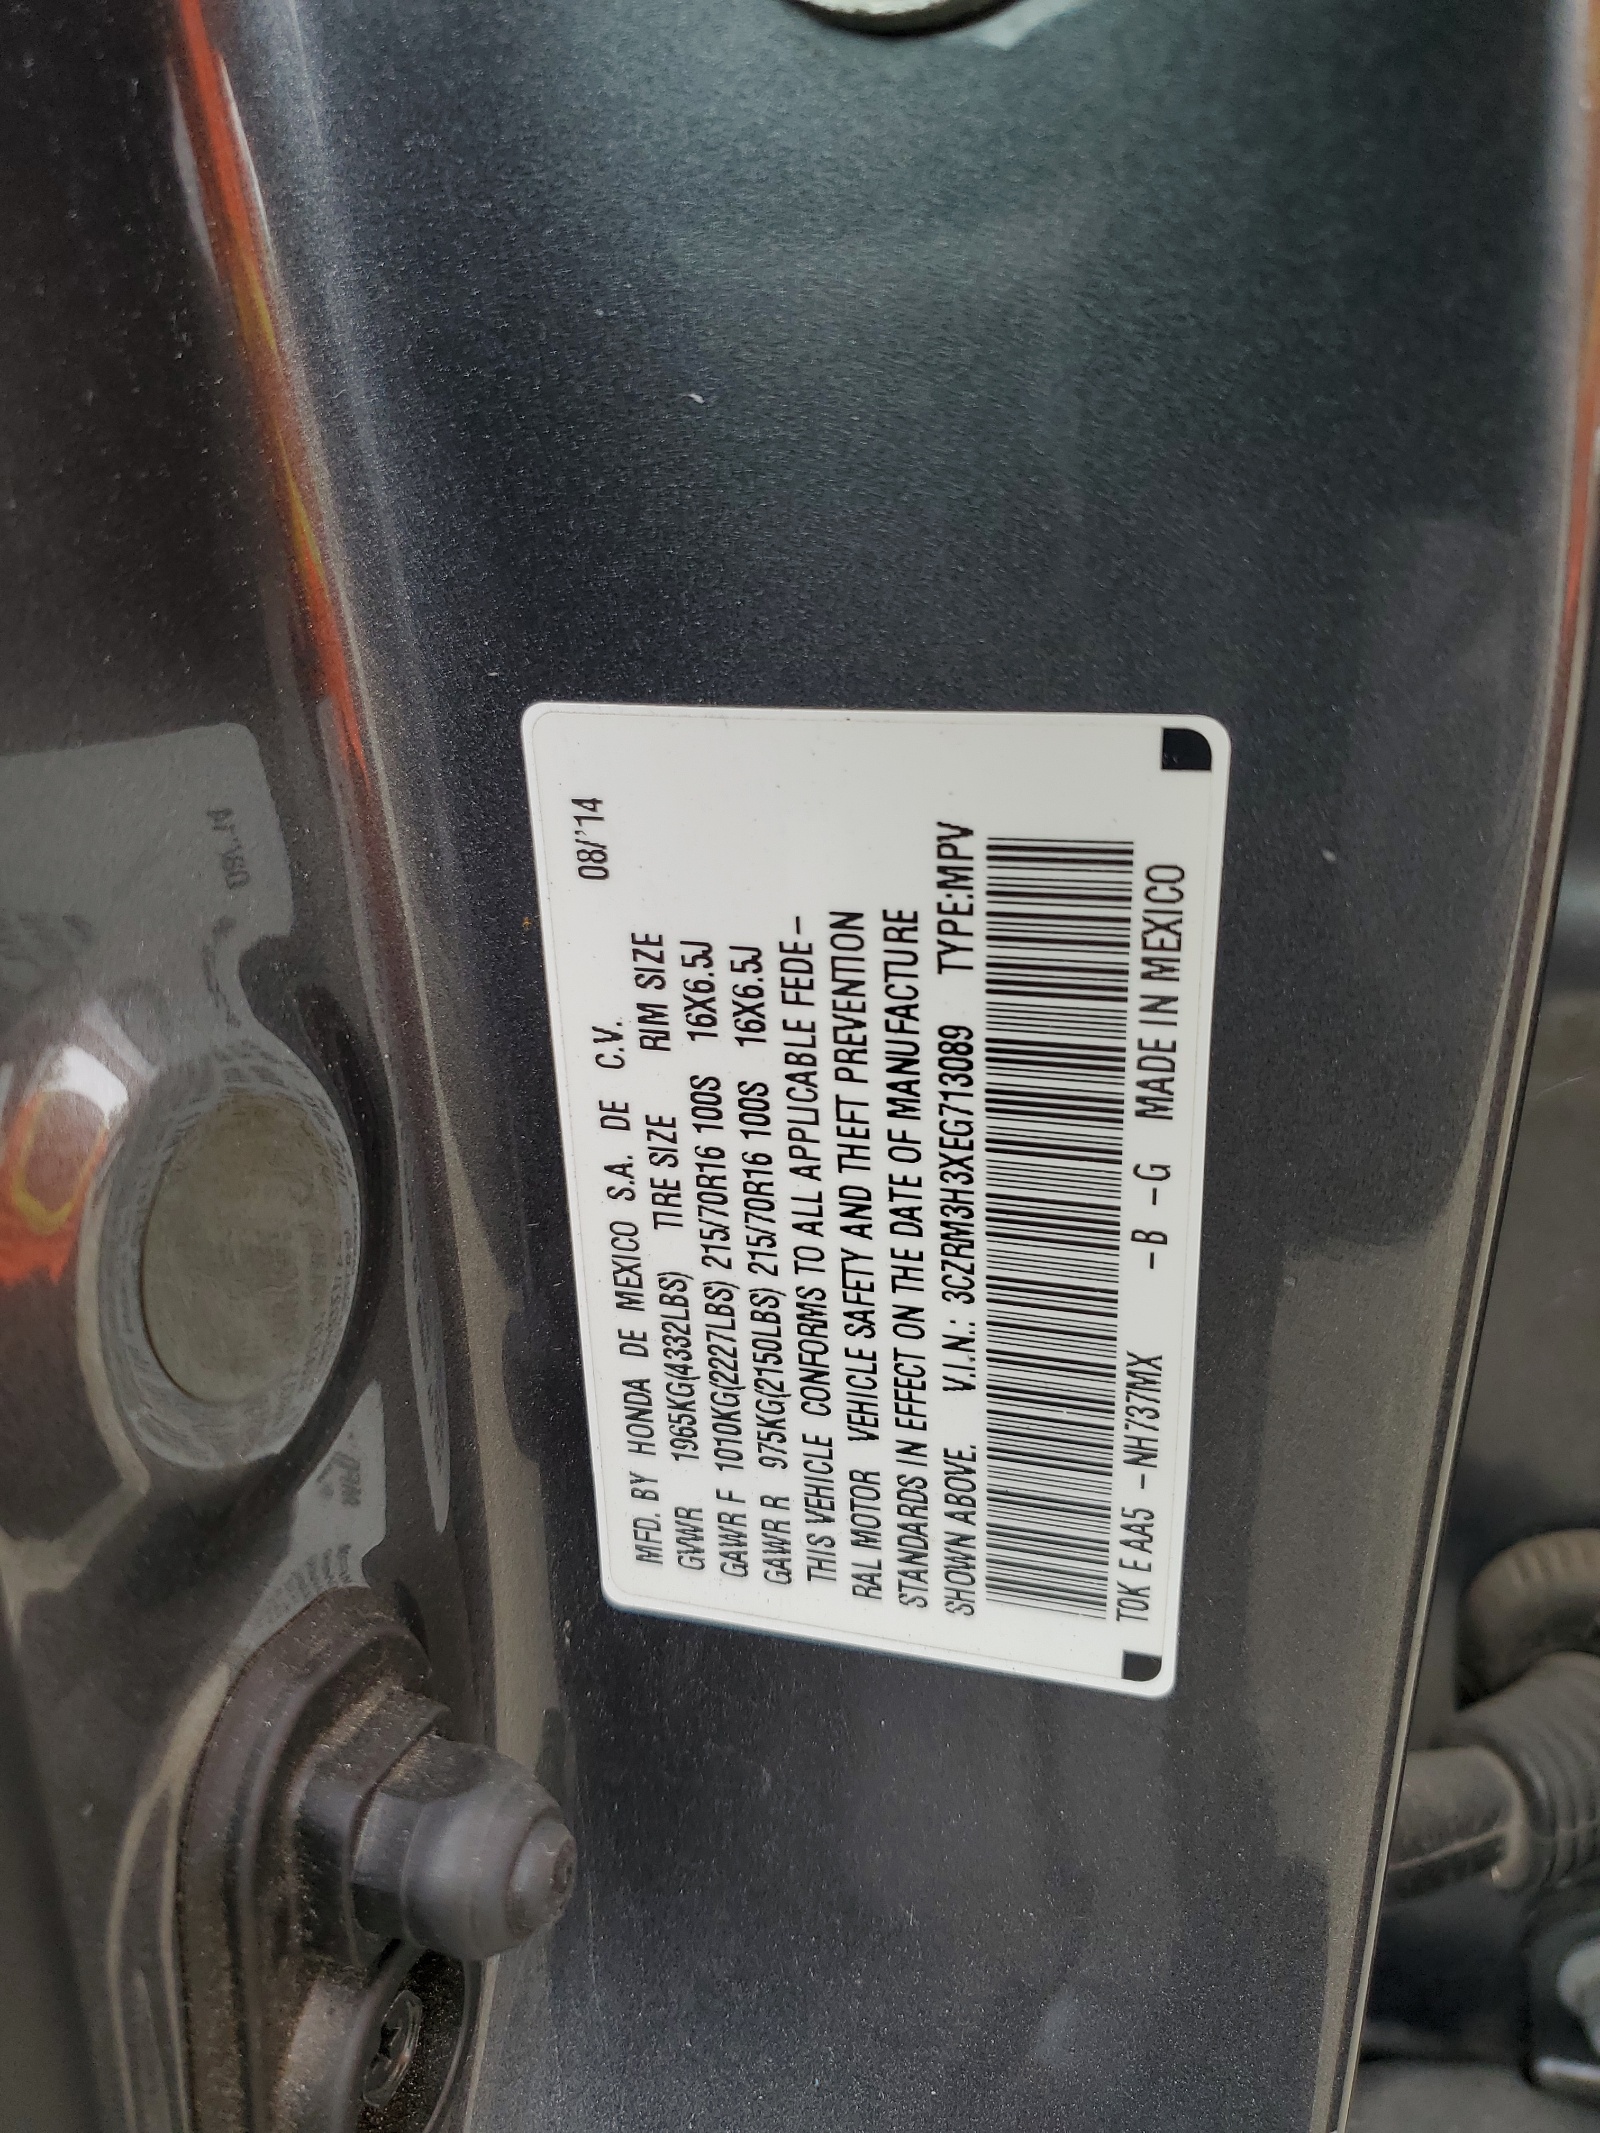 08/'14
MFD. BY HONDA DE MEXICO S.A. DE C.V.
GVWR 1965KG(4332LBS) TIRE SIZE RIM SIZE
GAWR F 1010KG(2227LBS) 215/70R16 100S 16X6.5J
GAWR R 975KG(2150LBS) 215/70R16 100S 16X6.5J
THIS VEHICLE CONFORMS TO ALL APPLICABLE FEDE-
RAL MOTOR VEHICLE SAFETY AND THEFT PREVENTION
STANDARDS IN EFFECT ON THE DATE OF MANUFACTURE
SHOWN ABOVE. V.I.N.: 3CZRM3H3XEG713089 TYPE:MPV
T0K E AA5 -NH737MX -B -G MADE IN MEXICO